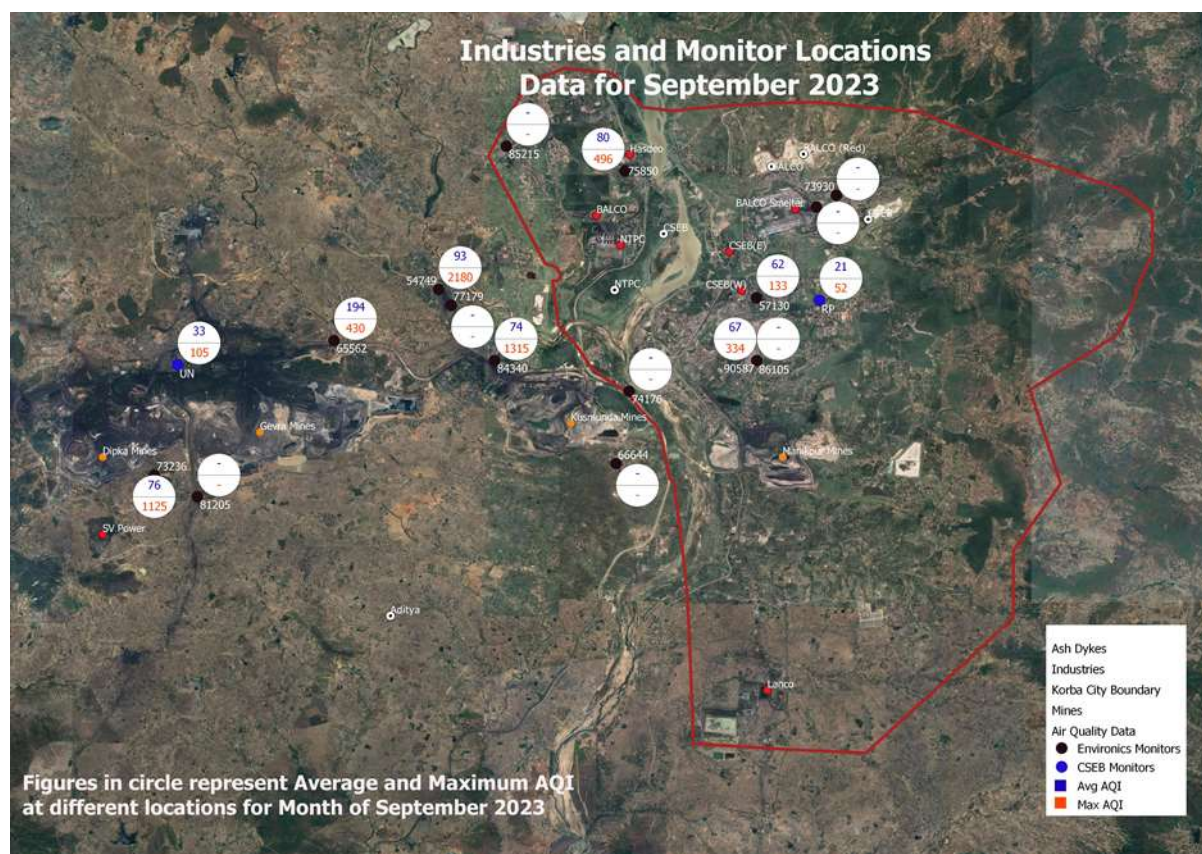 Industries and Monitor Locations
Data for September 2023
-
-
85215
80
496
Hasdeo
75850
BALCO (Red)
BALCO
-
-
73930
BALCO
BALCO Smelter
-
-
NTPC
CSEB
CSEB(E)
93
2180
54749
77179
-
-
NTPC
CSEB(W)
62
133
57130
21
52
RP
194
430
65562
33
105
UN
74
1315
84340
67
334
90587
-
-
86105
-
-
74176
Kusmunda Mines
Gevra Mines
Dipka Mines
Manikpur Mines
66644
-
-
73236
76
1125
-
-
81205
SV Power
Aditya
Lanco
Ash Dykes
Industries
Korba City Boundary
Mines
Air Quality Data
Environics Monitors
CSEB Monitors
Avg AQI
Max AQI
Figures in circle represent Average and Maximum AQI
at different locations for Month of September 2023